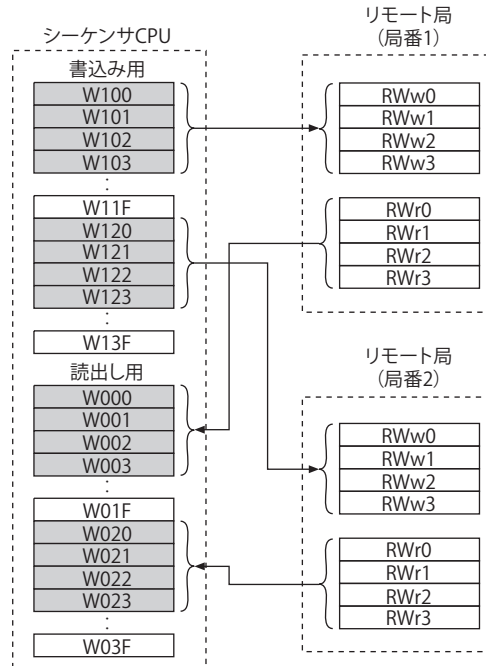 シーケンサCPU
書込み用
W100
W101
W102
W103
:
W11F
W120
W121
W122
W123
:
W13F
読出し用
W000
W001
W002
W003
:
W01F
W020
W021
W022
W023
:
W03F
リモート局
(局番1)
RWw0
RWw1
RWw2
RWw3
RWr0
RWr1
RWr2
RWr3
リモート局
(局番2)
RWw0
RWw1
RWw2
RWw3
RWr0
RWr1
RWr2
RWr3